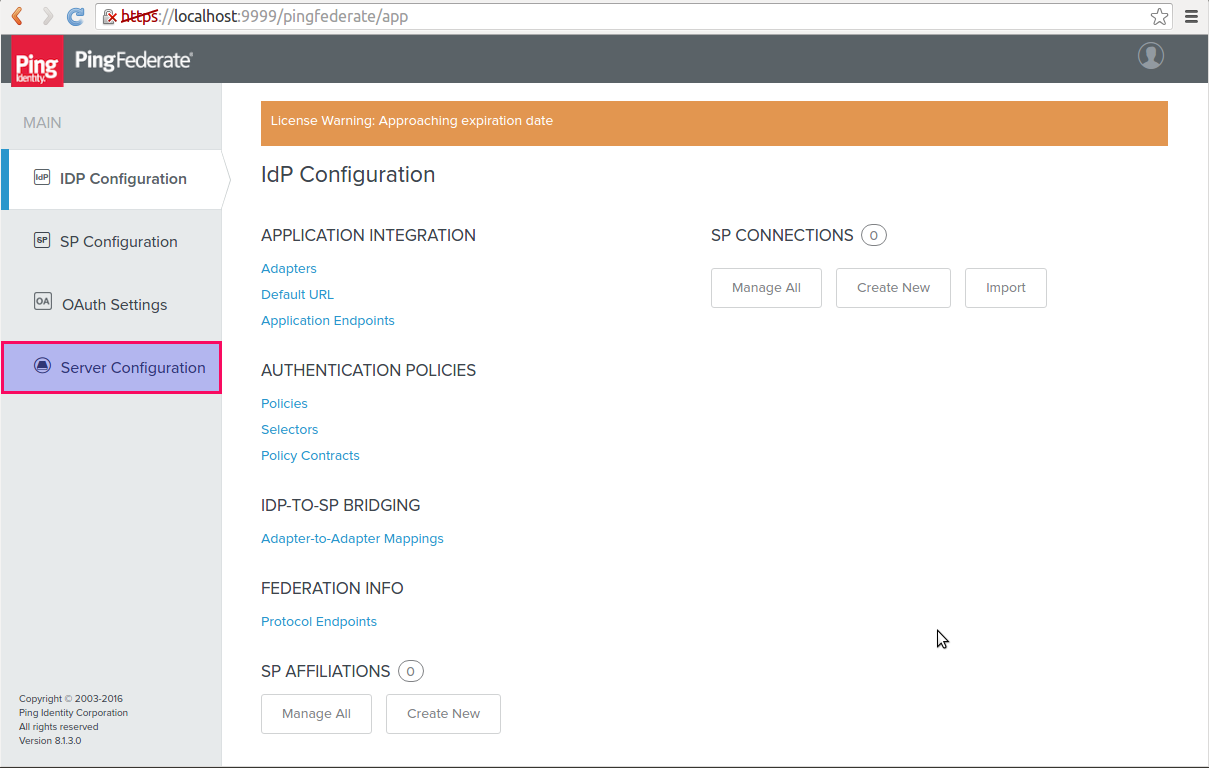 https://localhost:9999/pingfederate/app
Ping
Identity.
PingFederate®
MAIN
License Warning: Approaching expiration date
IdP
IDP Configuration
IdP Configuration
SP
SP Configuration
APPLICATION INTEGRATION
SP CONNECTIONS 0
Adapters
Manage All
Create New
Import
Default URL
OA
OAuth Settings
Application Endpoints
Server Configuration
AUTHENTICATION POLICIES
Policies
Selectors
Policy Contracts
IDP-TO-SP BRIDGING
Adapter-to-Adapter Mappings
FEDERATION INFO
Protocol Endpoints
SP AFFILIATIONS 0
Manage All
Create New
Copyright © 2003-2016
Ping Identity Corporation
All rights reserved
Version 8.1.3.0